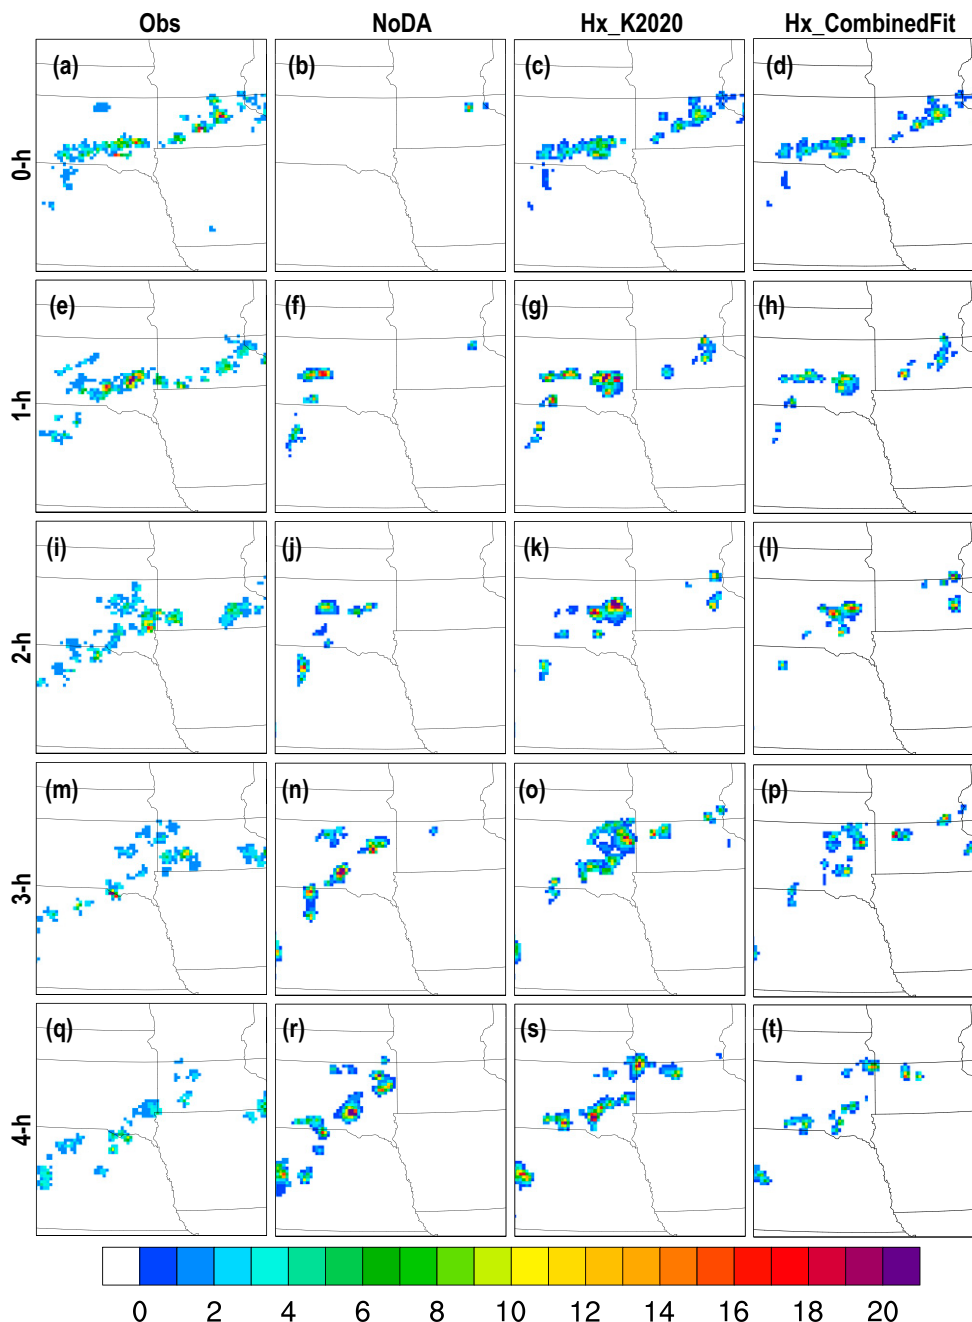 Obs NoDA Hx_K2020 Hx_CombinedFit
0-h (a) (b) (c) (d)
1-h (e) (f) (g) (h)
2-h (i) (j) (k) (l)
3-h (m) (n) (o) (p)
4-h (q) (r) (s) (t)
0 2 4 6 8 10 12 14 16 18 20